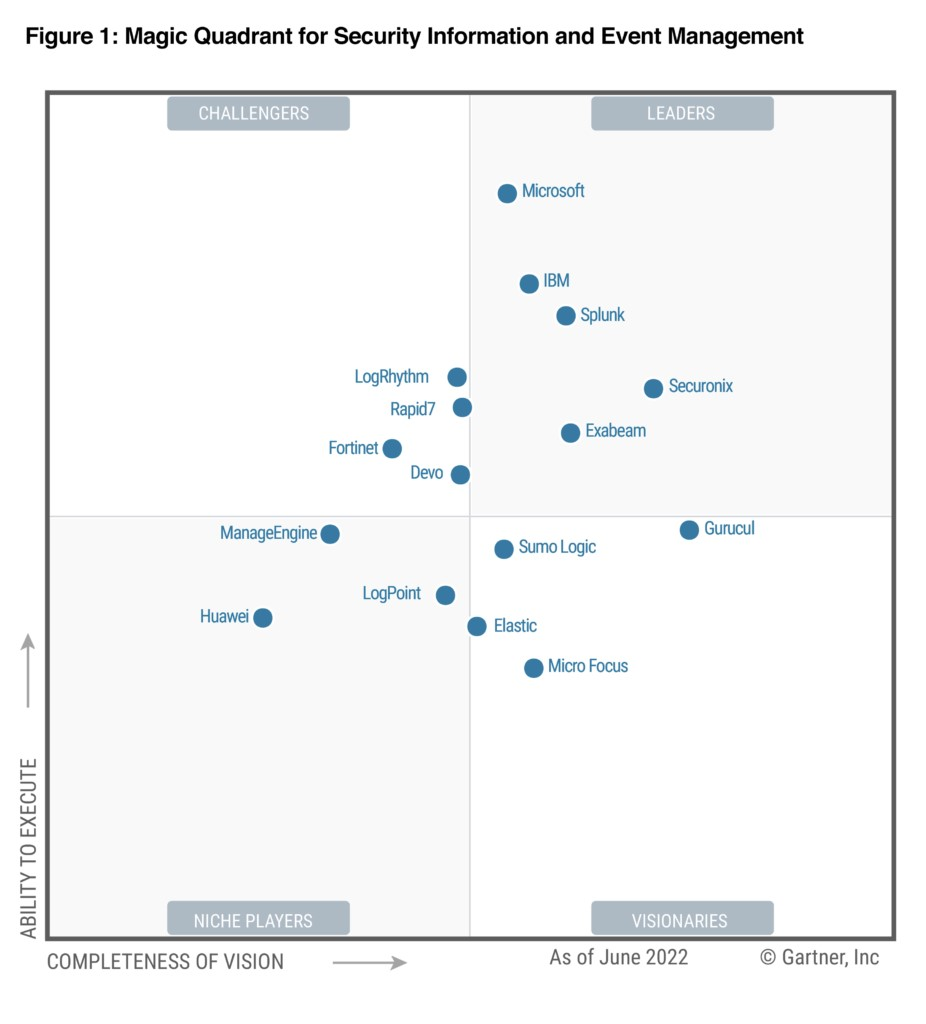 Figure 1: Magic Quadrant for Security Information and Event Management
CHALLENGERS
LEADERS
Microsoft
IBM
Splunk
LogRhythm
Securonix
Rapid7
Exabeam
Fortinet
Devo
ManageEngine
Gurucul
Sumo Logic
LogPoint
Huawei
Elastic
Micro Focus
ABILITY TO EXECUTE
NICHE PLAYERS
VISIONARIES
COMPLETENESS OF VISION
As of June 2022
© Gartner, Inc